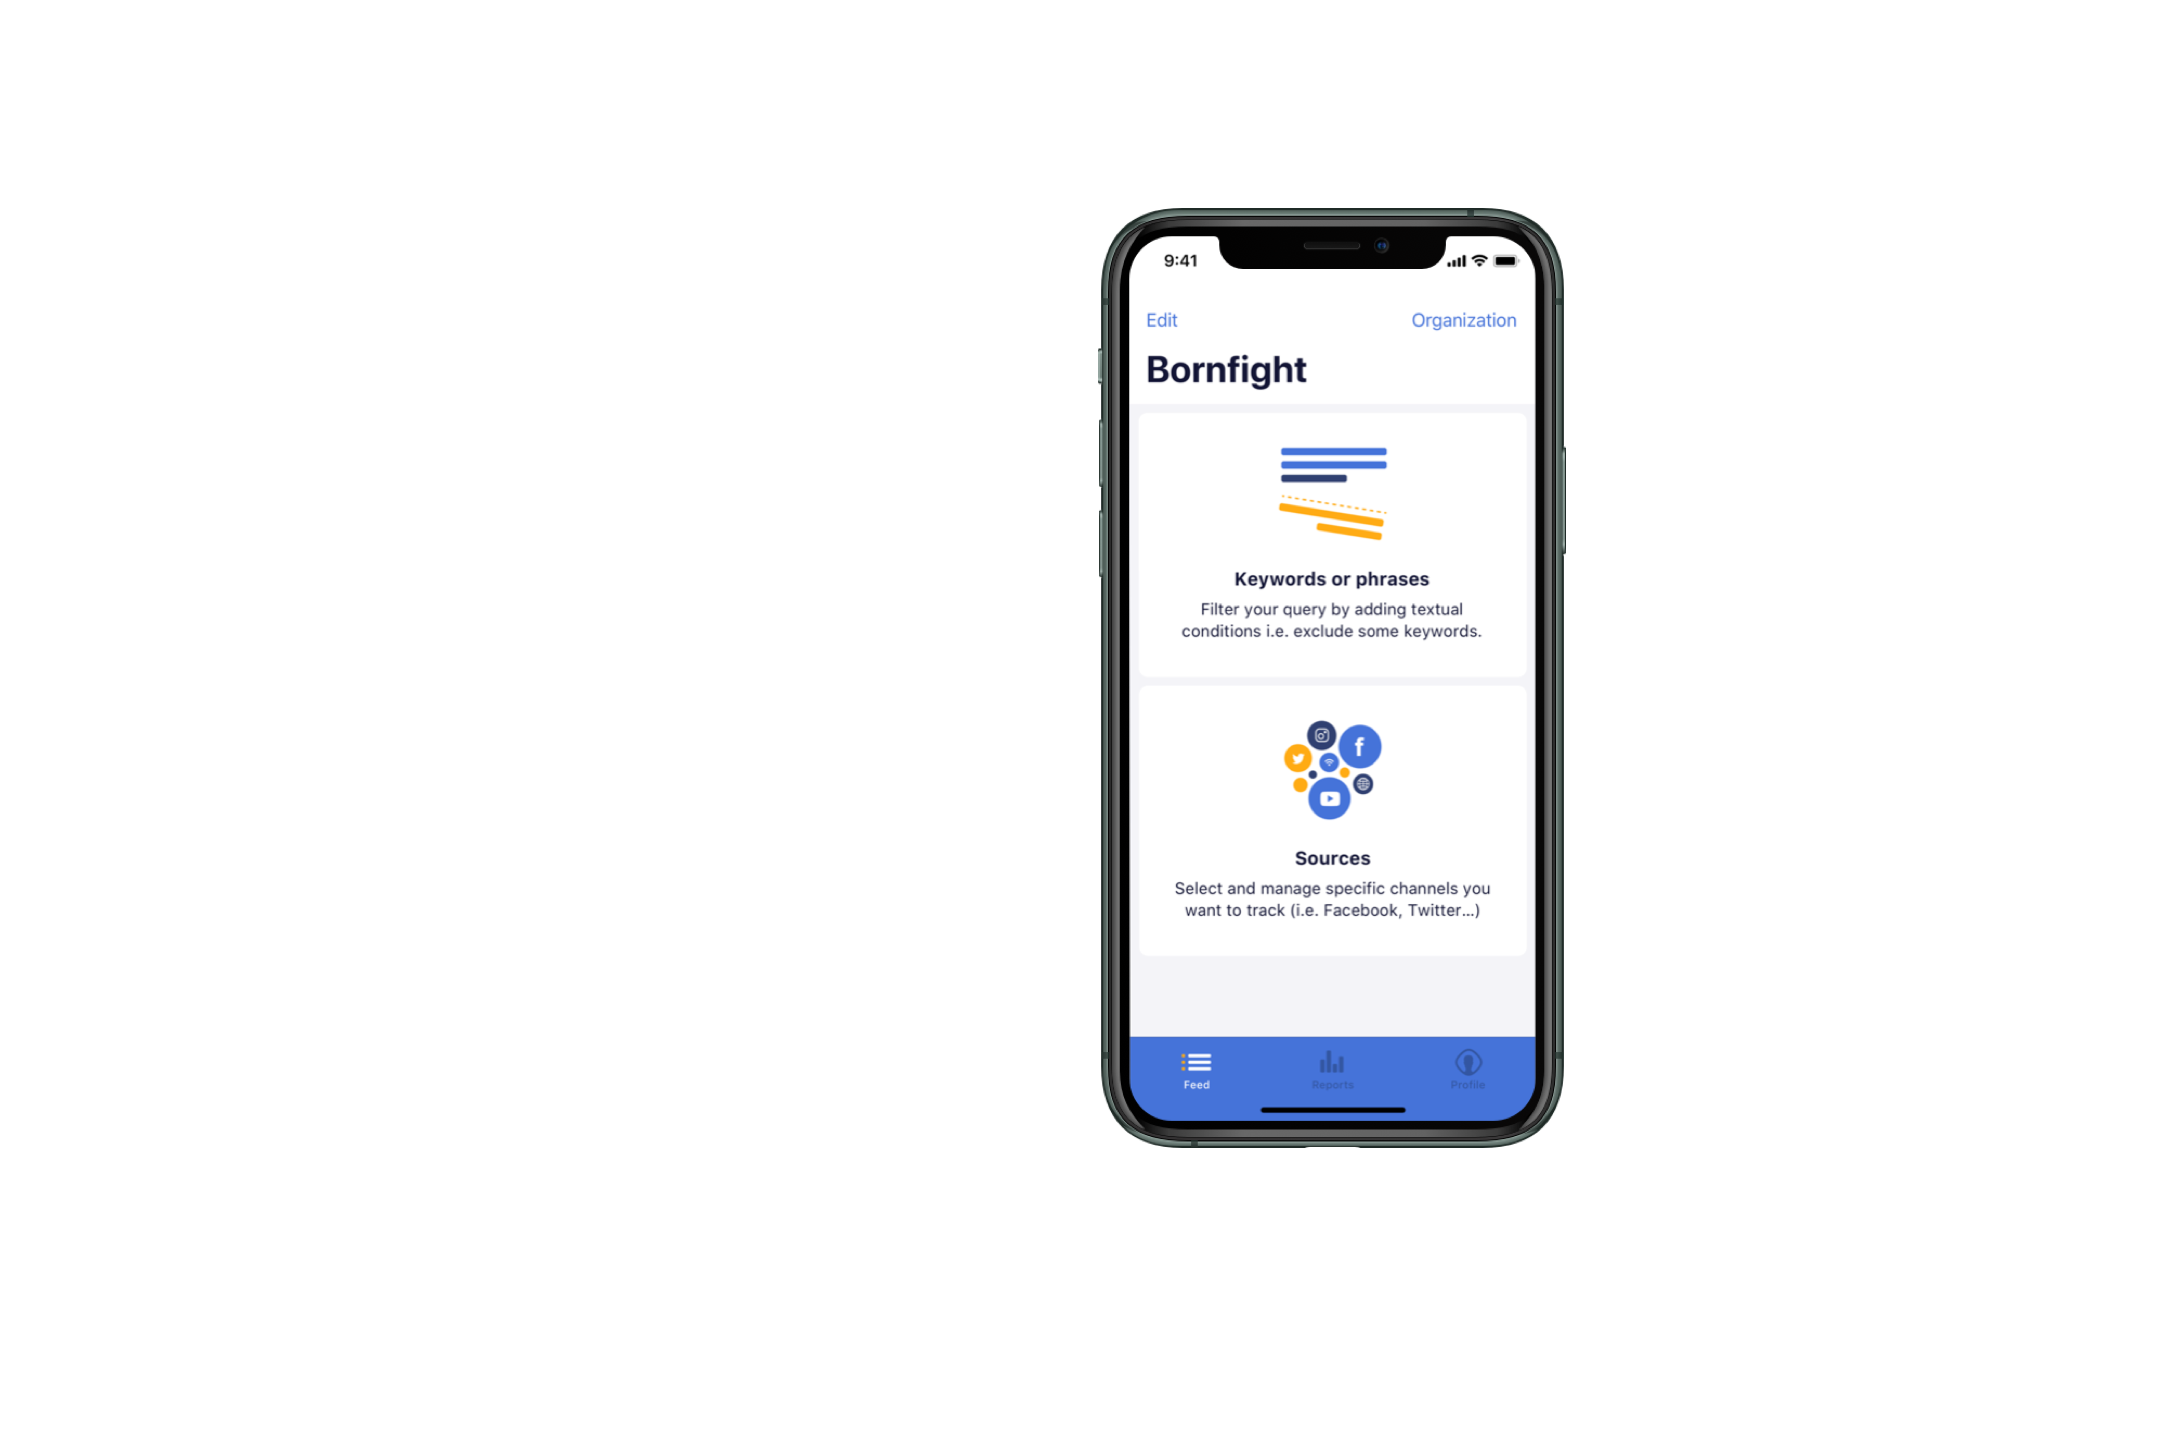 9:41
Edit
Organization
Bornfight
Keywords or phrases
Filter your query by adding textual
conditions i.e. exclude some keywords.
f
Sources
Select and manage specific channels you
want to track (i.e. Facebook, Twitter...)
Feed
Reports
Profile